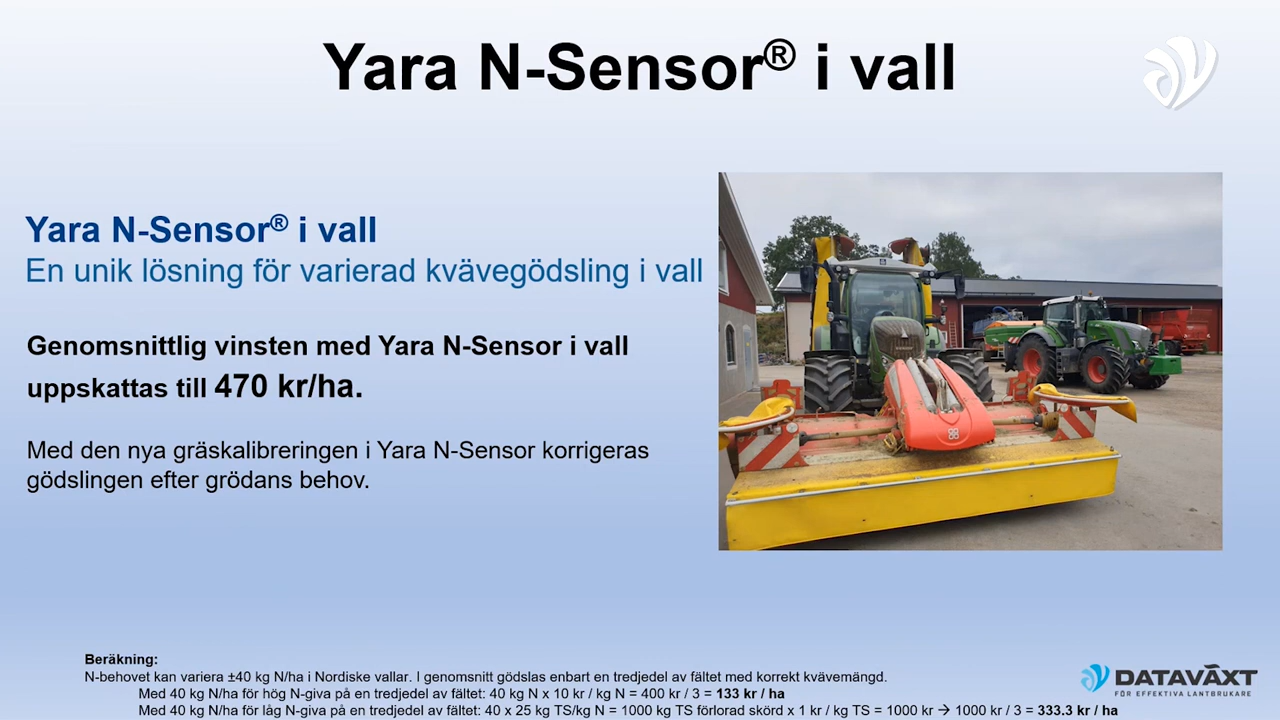 Yara N-Sensor® i vall
Yara N-Sensor® i vall
En unik lösning för varierad kvävegödsling i vall
Genomsnittlig vinsten med Yara N-Sensor i vall
uppskattas till 470 kr/ha.
Med den nya gräskalibreringen i Yara N-Sensor korrigeras
gödslingen efter grödans behov.
Beräkning:
N-behovet kan variera ±40 kg N/ha i Nordiske vallar. I genomsnitt gödslas enbart en tredjedel av fältet med korrekt kvävemängd.
Med 40 kg N/ha för hög N-giva på en tredjedel av fältet: 40 kg N x 10 kr / kg N = 400 kr / 3 = 133 kr / ha
Med 40 kg N/ha för låg N-giva på en tredjedel av fältet: 40 x 25 kg TS/kg N = 1000 kg TS förlorad skörd x 1 kr / kg TS = 1000 kr → 1000 kr / 3 = 333.3 kr / ha
DATAVÄXT
FÖR EFFEKTIVA LANTBRUKARE